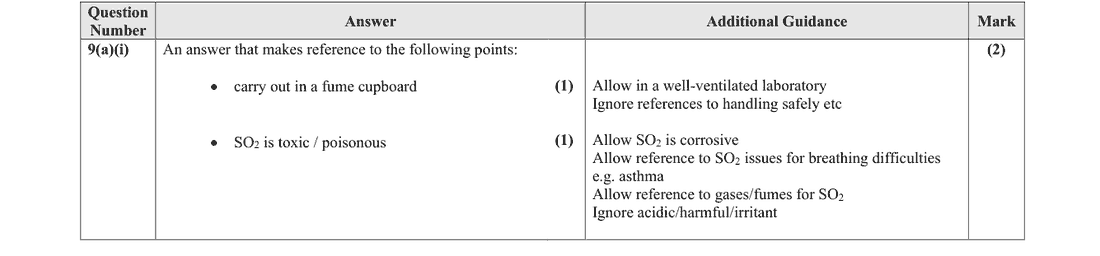 Question Number Answer Additional Guidance Mark
9(a)(i) An answer that makes reference to the following points: (2)
• carry out in a fume cupboard (1) Allow in a well-ventilated laboratory
Ignore references to handling safely etc
• SO₂ is toxic / poisonous (1) Allow SO₂ is corrosive
Allow reference to SO₂ issues for breathing difficulties
e.g. asthma
Allow reference to gases/fumes for SO₂
Ignore acidic/harmful/irritant